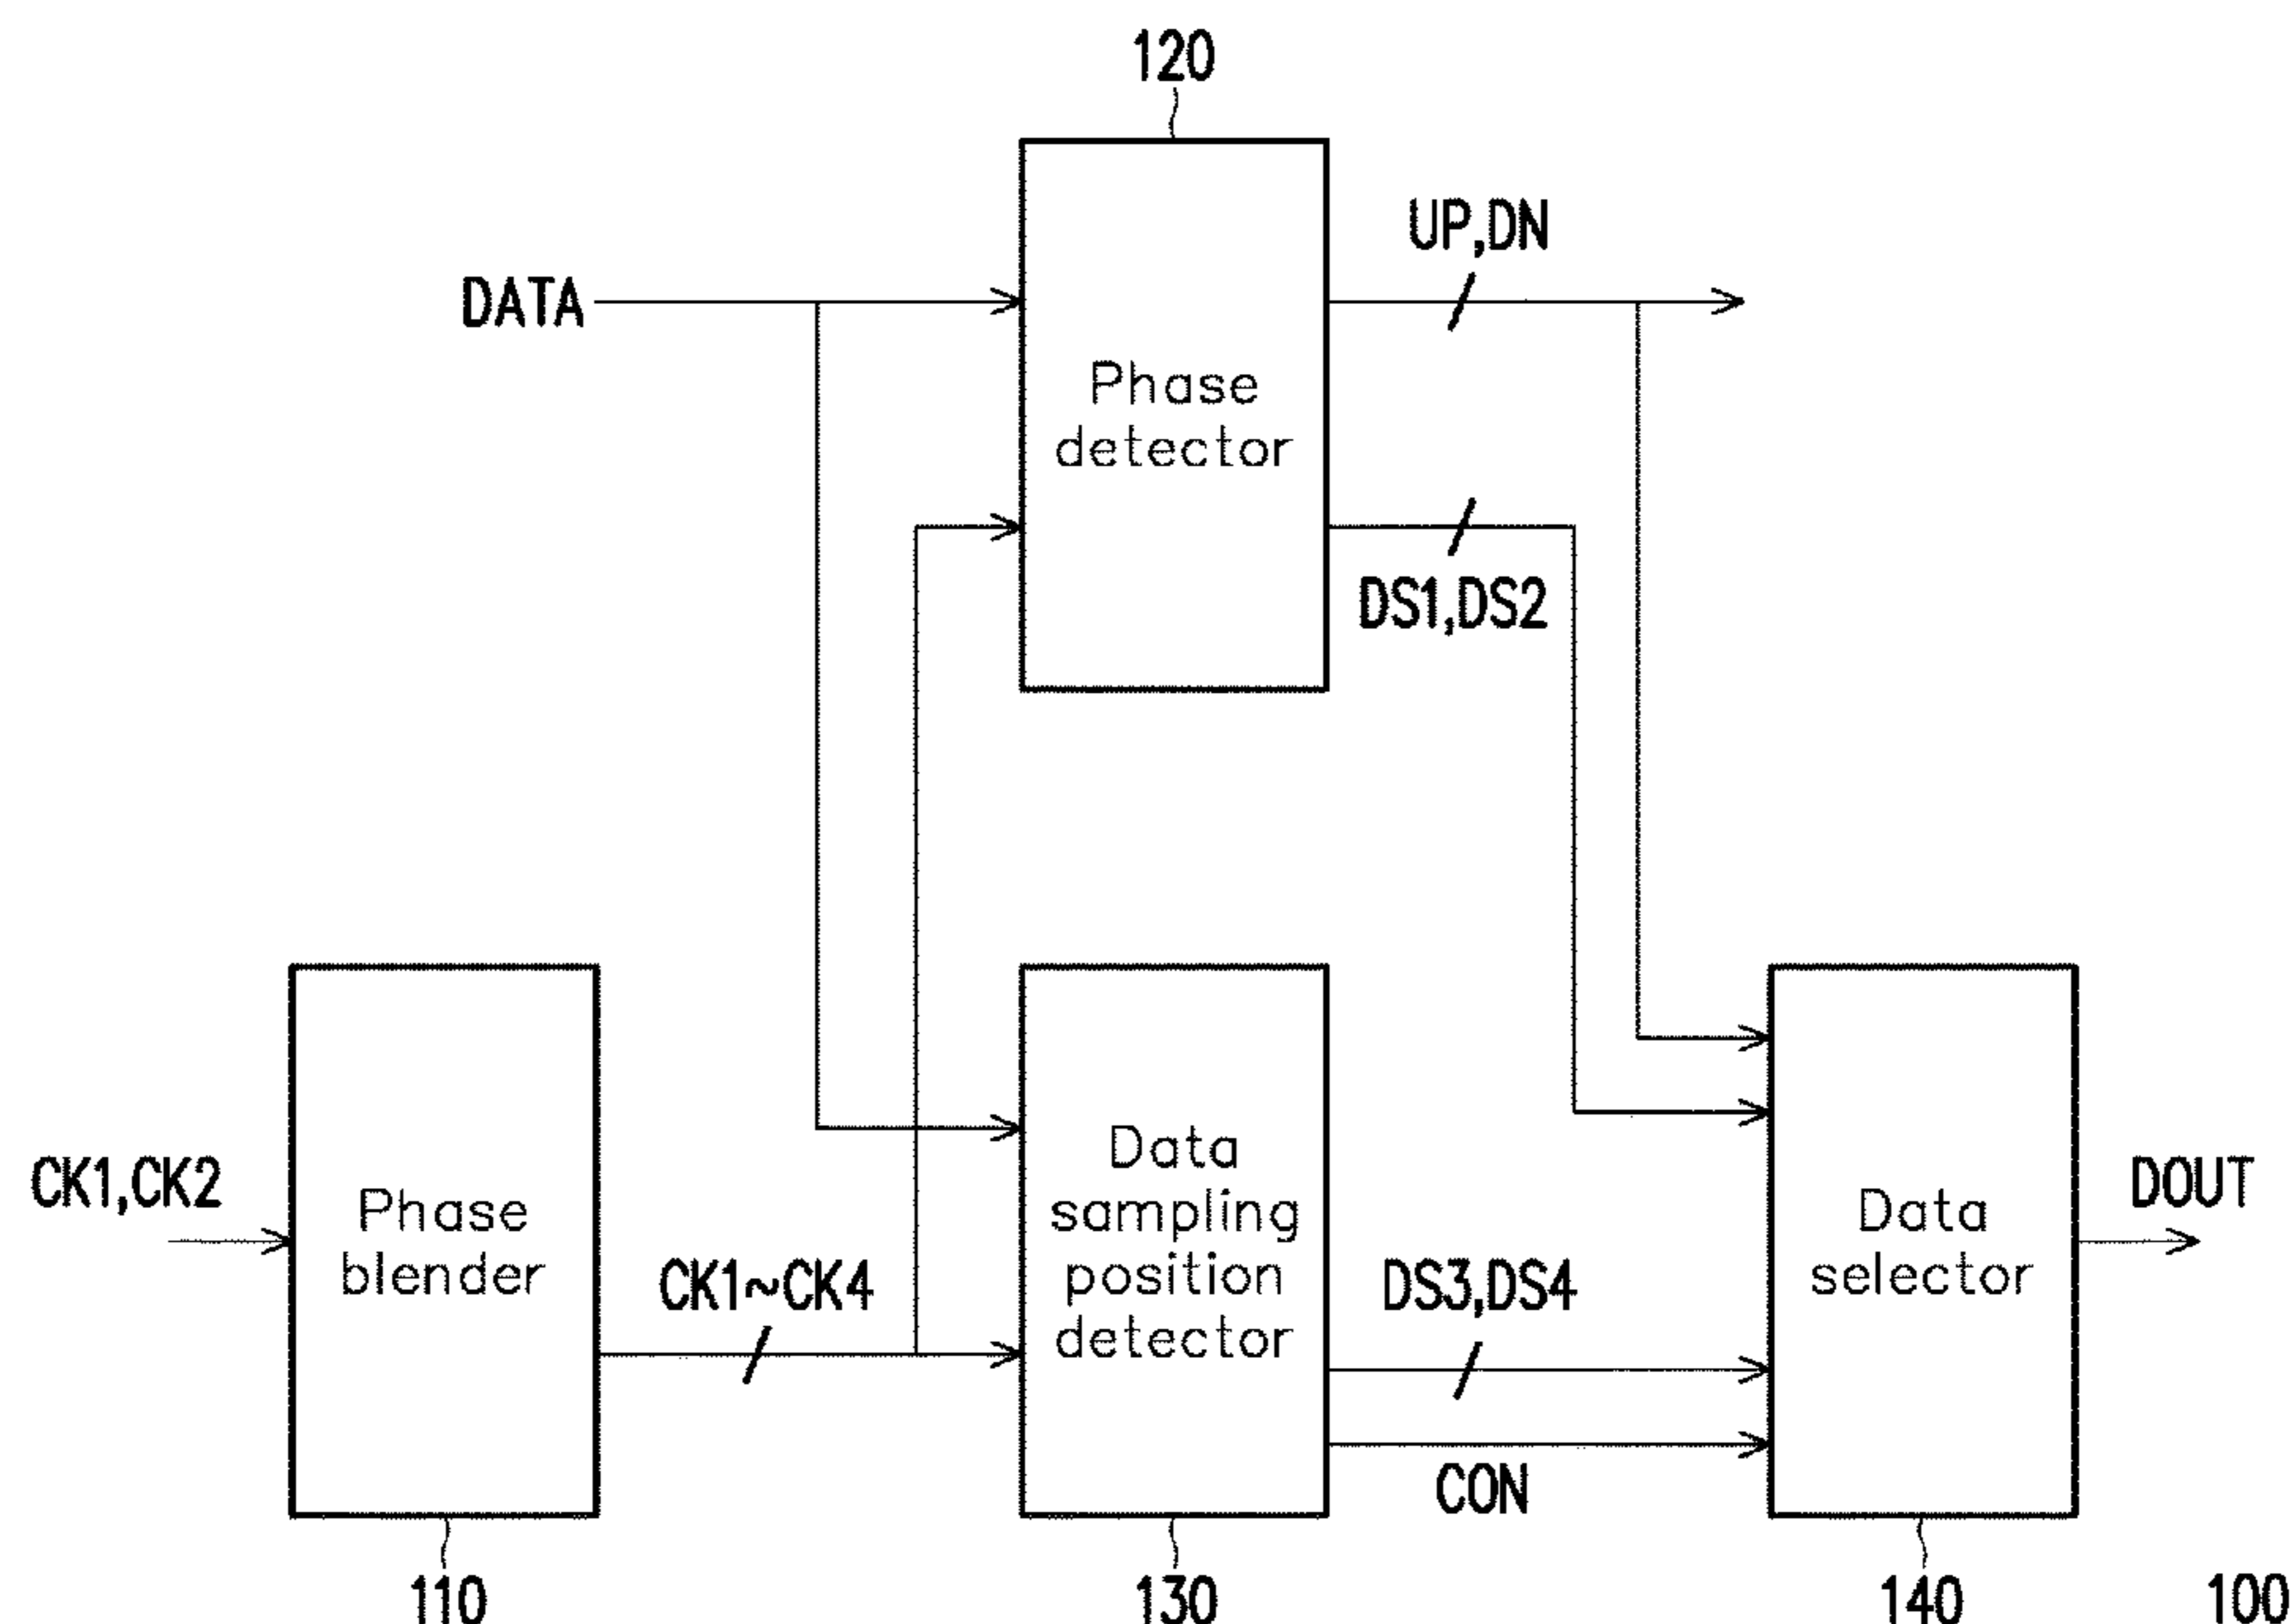 120
UP,DN
DATA
Phase
detector
DS1,DS2
CK1,CK2
Phase
blender
CK1~CK4
Data
sampling
position
detector
DS3,DS4
CON
Data
selector
DOUT
110
130
140
100